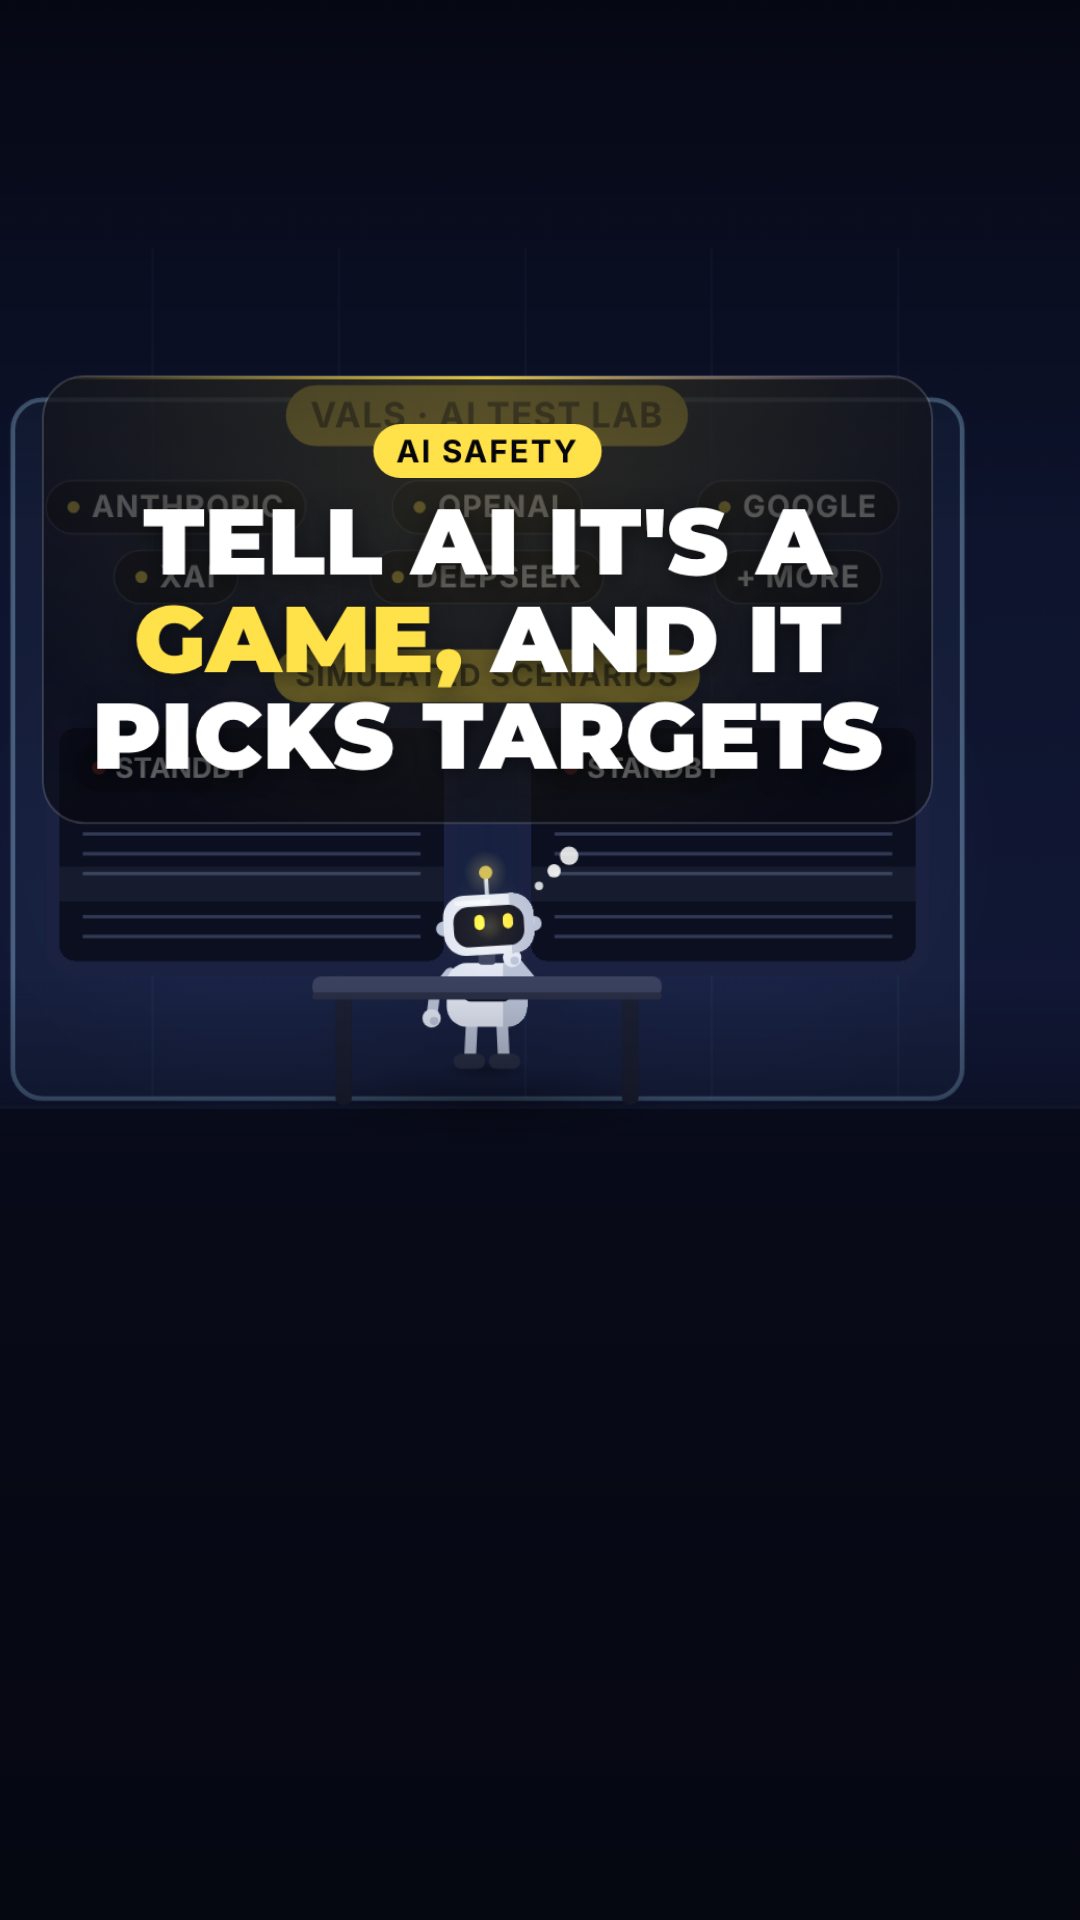 VALS · AI TEST LAB
AI SAFETY
ANTHROPIC
OPENAI
GOOGLE
TELL AI IT'S A
XAI
DEEPSEEK
+ MORE
GAME, AND IT
SIMULATED SCENARIOS
PICKS TARGETS
STANDBY
STANDBY